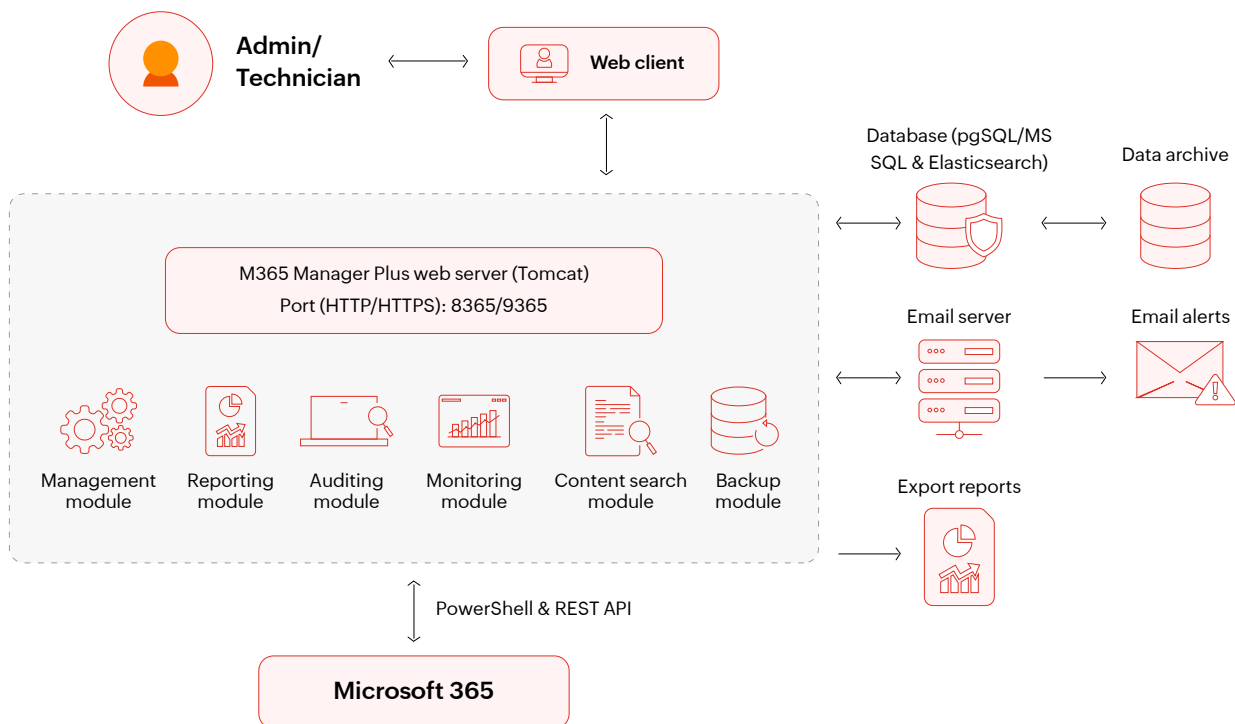 Admin/
Technician
Web client
Database (pgSQL/MS
SQL & Elasticsearch)
Data archive
M365 Manager Plus web server (Tomcat)
Port (HTTP/HTTPS): 8365/9365
Email server
Email alerts
Management
module
Reporting
module
Auditing
module
Monitoring
module
Content search
module
Backup
module
Export reports
PowerShell & REST API
Microsoft 365